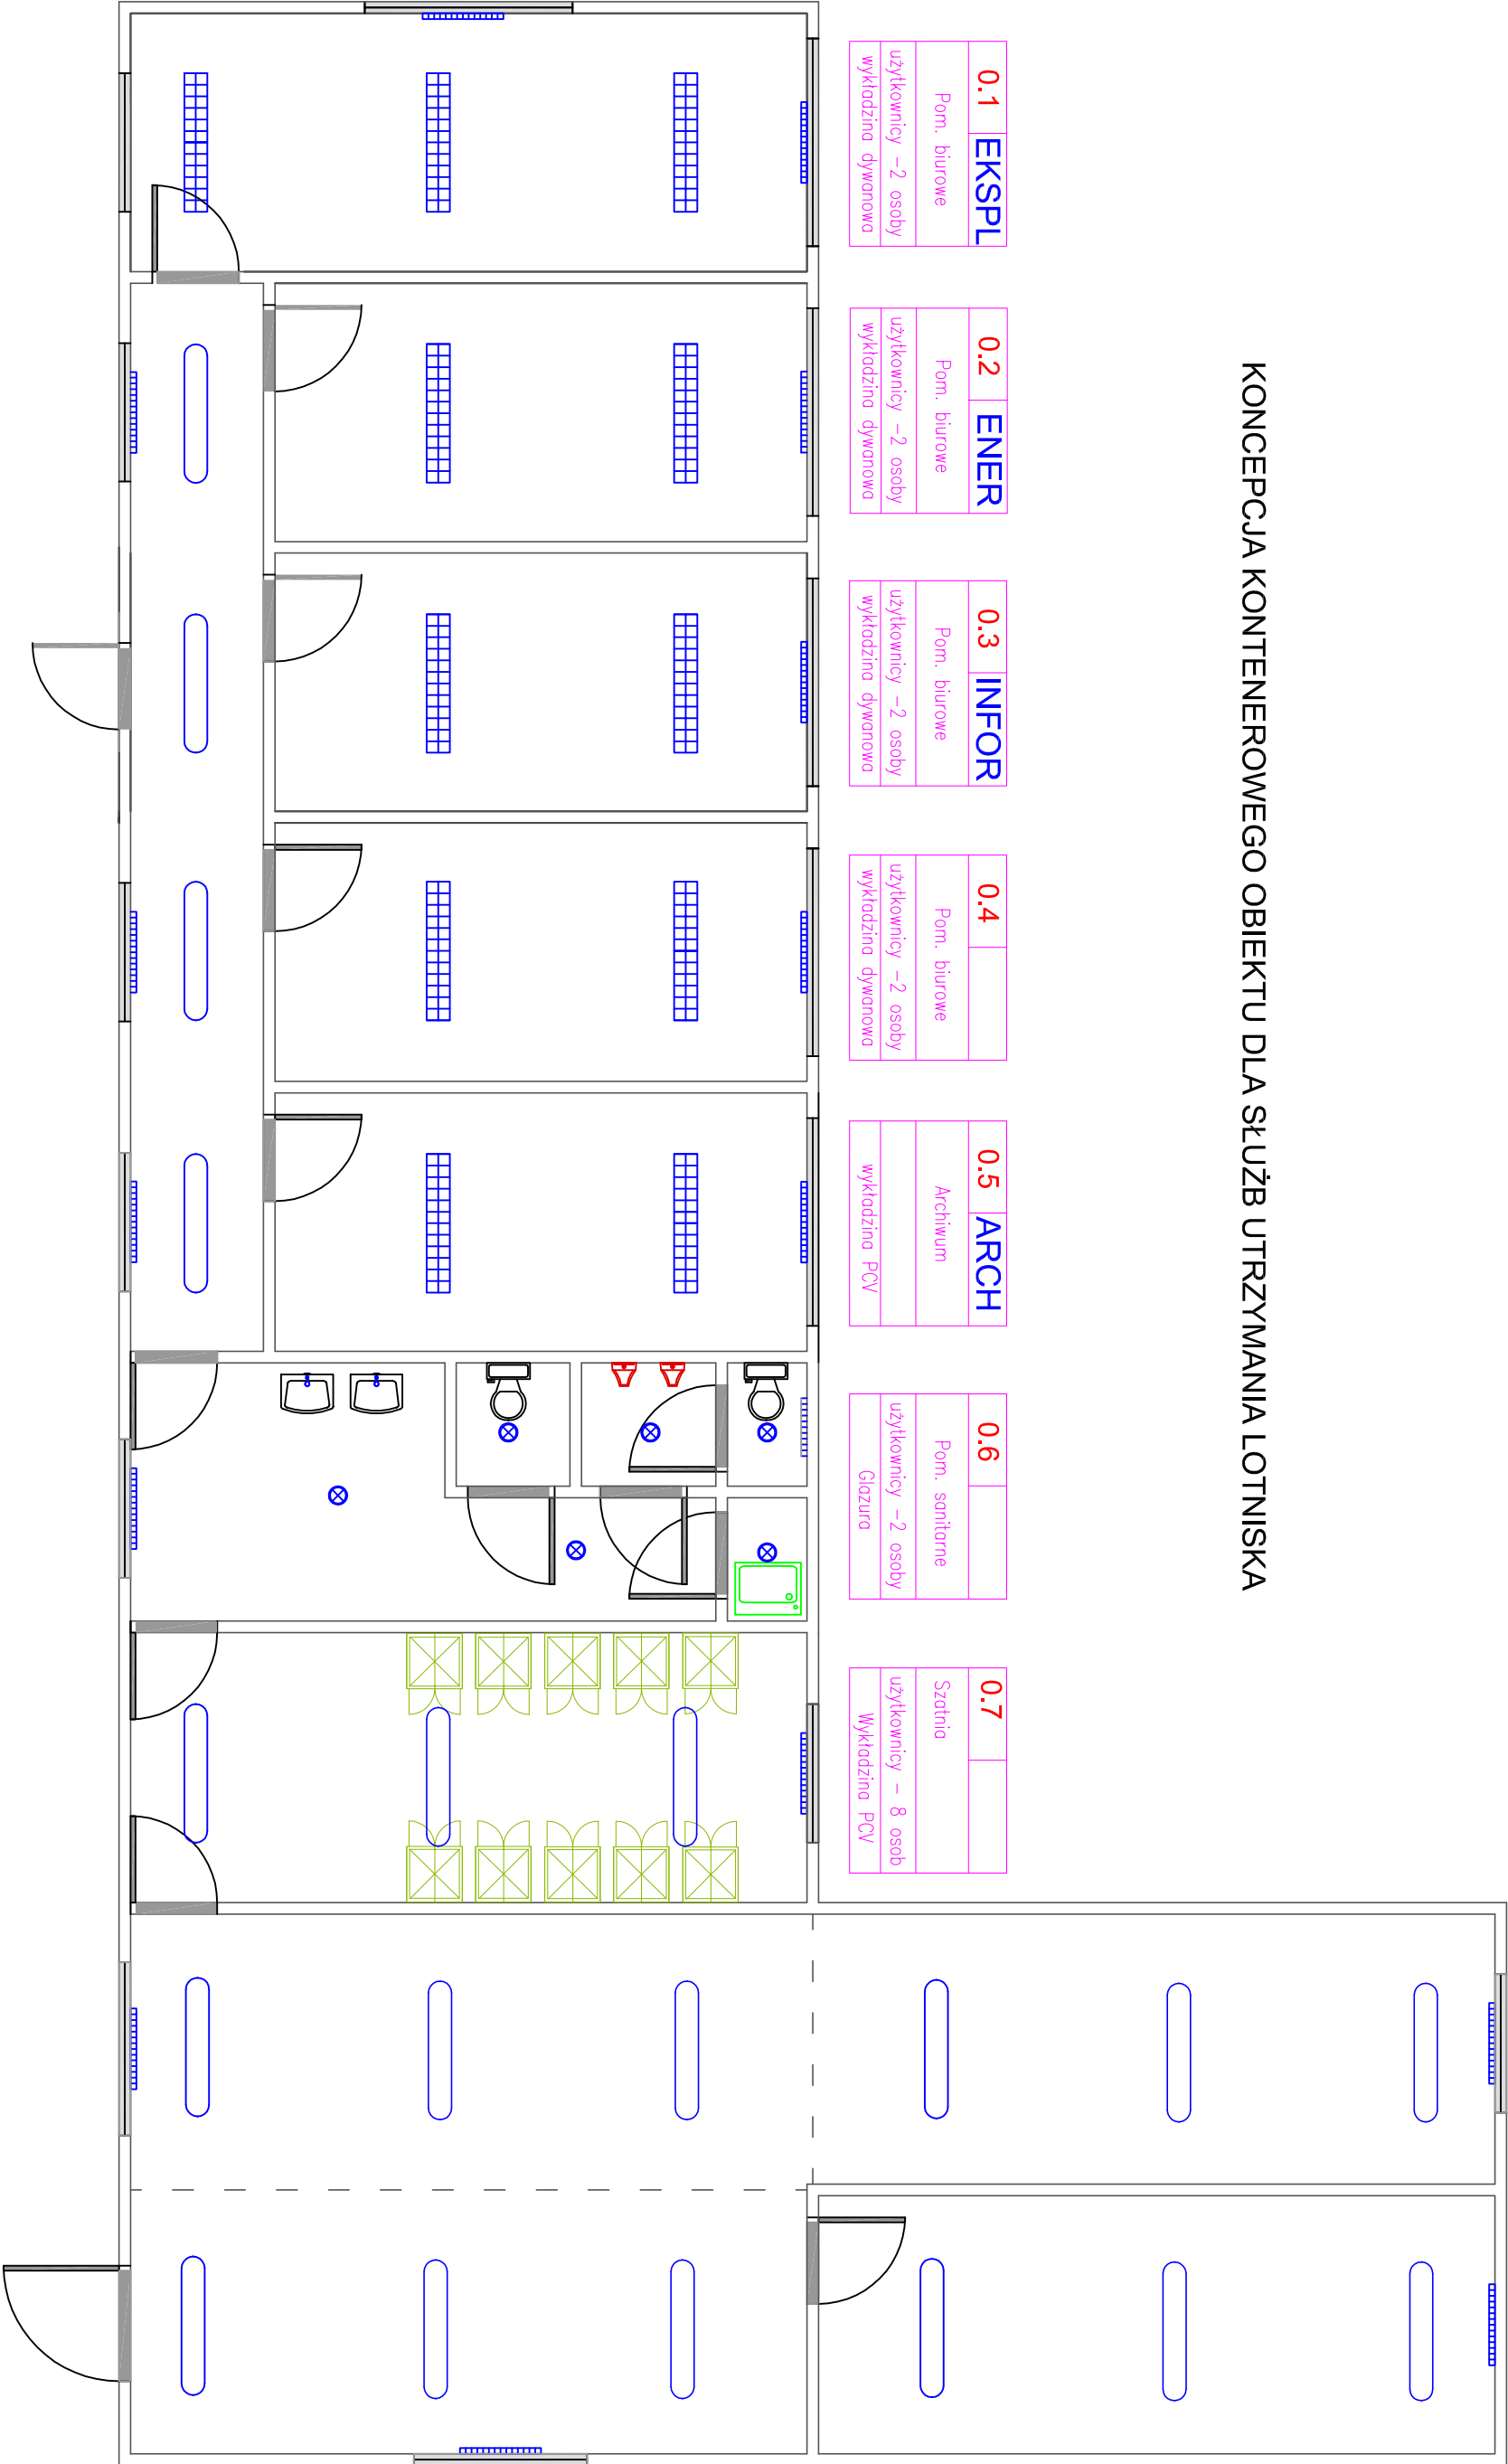 KONCEPCJA KONTENEROWEGO OBIEKTU DLA SŁUŻB UTRZYMANIA LOTNISKA
0.1 EKSPL
Pom. biurowe
użytkownicy -2 osoby
wykładzina dywanowa
0.2 ENER
Pom. biurowe
użytkownicy -2 osoby
wykładzina dywanowa
0.3 INFOR
Pom. biurowe
użytkownicy -2 osoby
wykładzina dywanowa
0.4
Pom. biurowe
użytkownicy -2 osoby
wykładzina dywanowa
0.5 ARCH
Archiwum
wykładzina PCV
0.6
Pom. sanitarne
użytkownicy -2 osoby
Glazura
0.7
Szatnia
użytkownicy - 8 osob
Wykładzina PCV